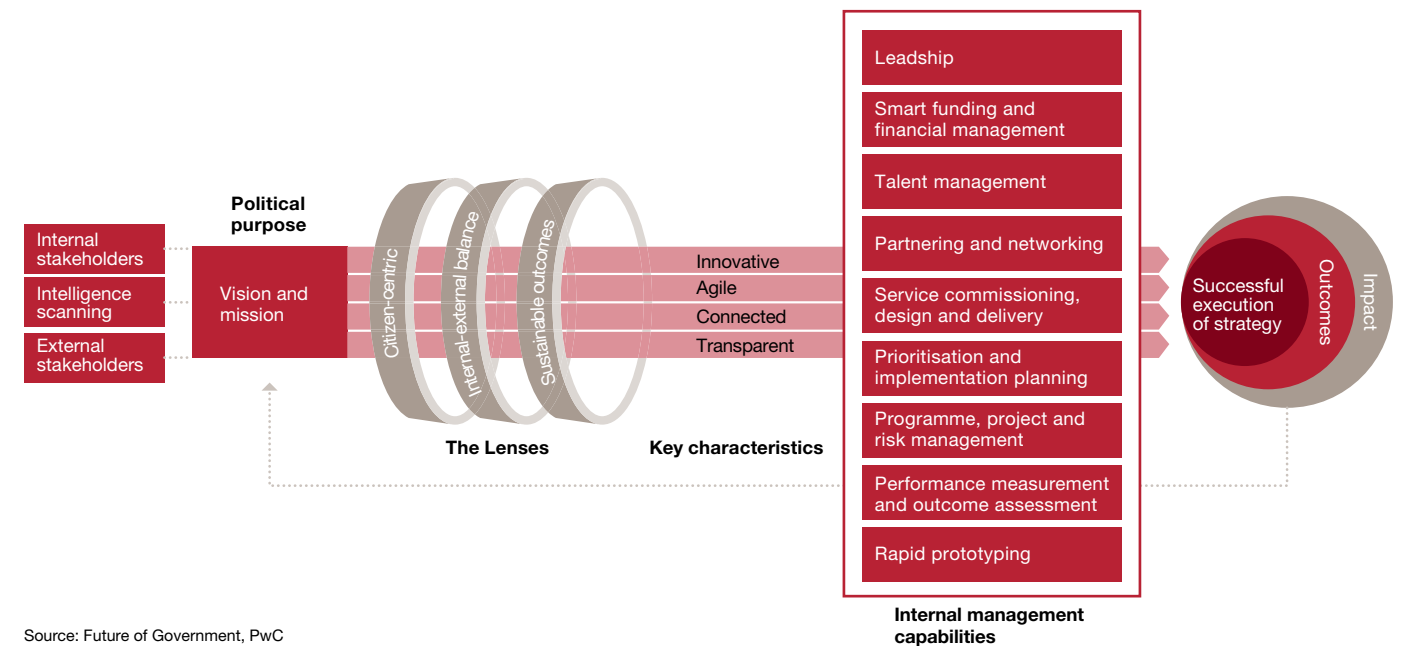 Internal
stakeholders
Intelligence
scanning
External
stakeholders
Political
purpose
Vision and
mission
Citizen-centric
Internal-external balance
Sustainable outcomes
The Lenses
Innovative
Agile
Connected
Transparent
Key characteristics
Leadship
Smart funding and
financial management
Talent management
Partnering and networking
Service commissioning,
design and delivery
Prioritisation and
implementation planning
Programme, project and
risk management
Performance measurement
and outcome assessment
Rapid prototyping
Internal management
capabilities
Successful
execution
of strategy
Outcomes
Impact
Source: Future of Government, PwC